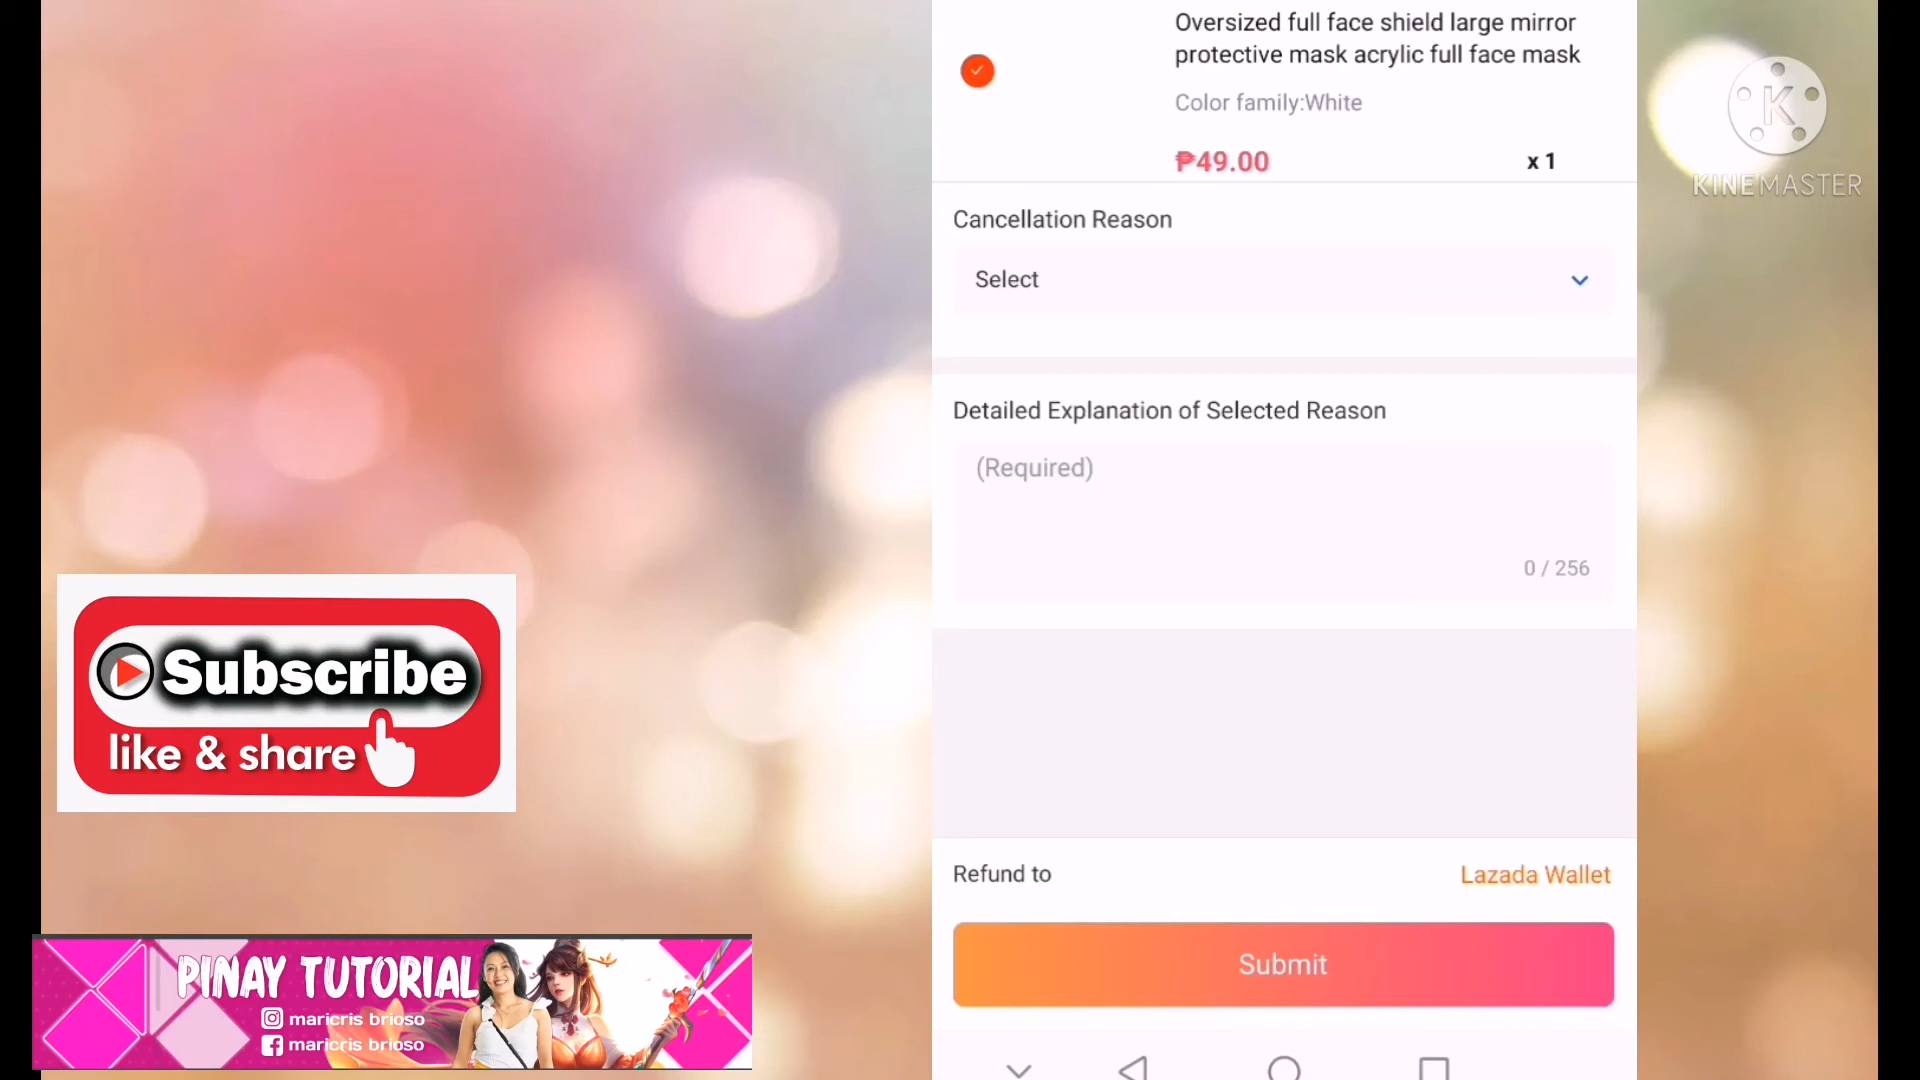 Oversized full face shield large mirror
protective mask acrylic full face mask
Color family:White
₱49.00
x 1
Cancellation Reason
Select
Detailed Explanation of Selected Reason
(Required)
0 / 256
Refund to
Lazada Wallet
Submit
K
KINEMASTER
Subscribe
like & share
PINAY TUTORIAL
maricris brioso
maricris brioso